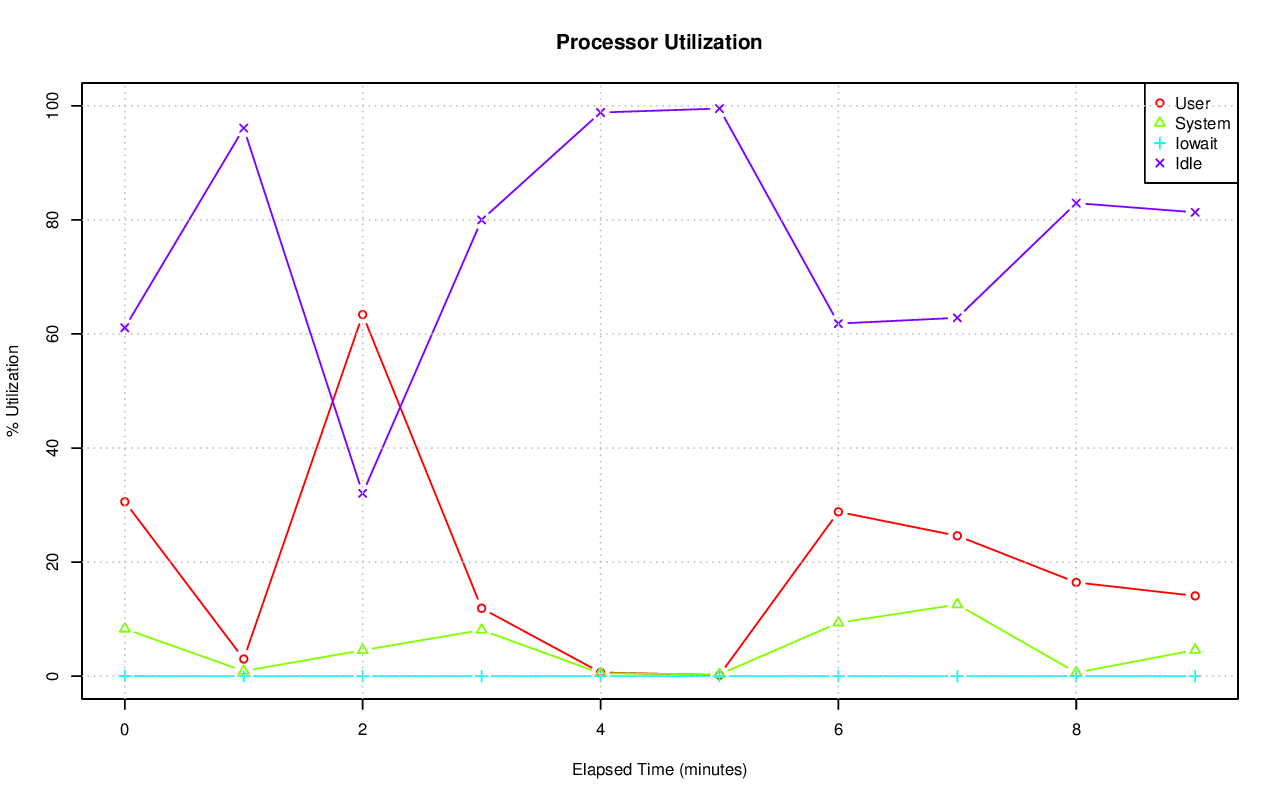 Processor Utilization
% Utilization
100
80
60
40
20
0
User
System
Iowait
Idle
0 2 4 6 8
Elapsed Time (minutes)